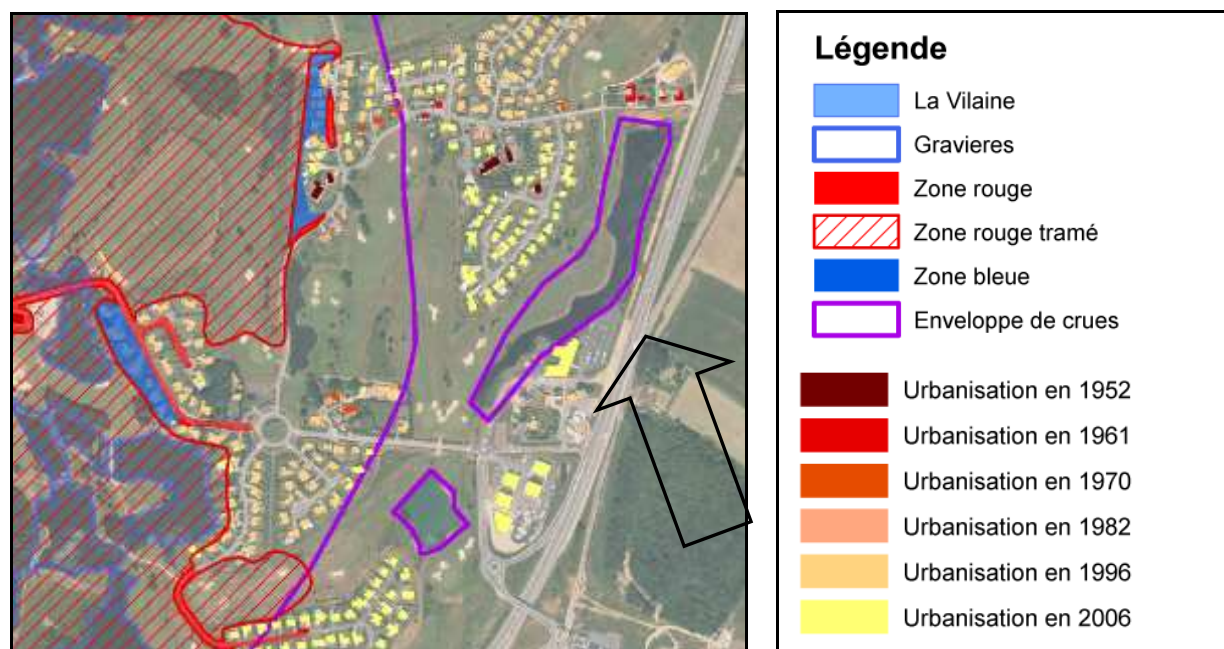 Légende
La Vilaine
Gravieres
Zone rouge
Zone rouge tramé
Zone bleue
Enveloppe de crues
Urbanisation en 1952
Urbanisation en 1961
Urbanisation en 1970
Urbanisation en 1982
Urbanisation en 1996
Urbanisation en 2006